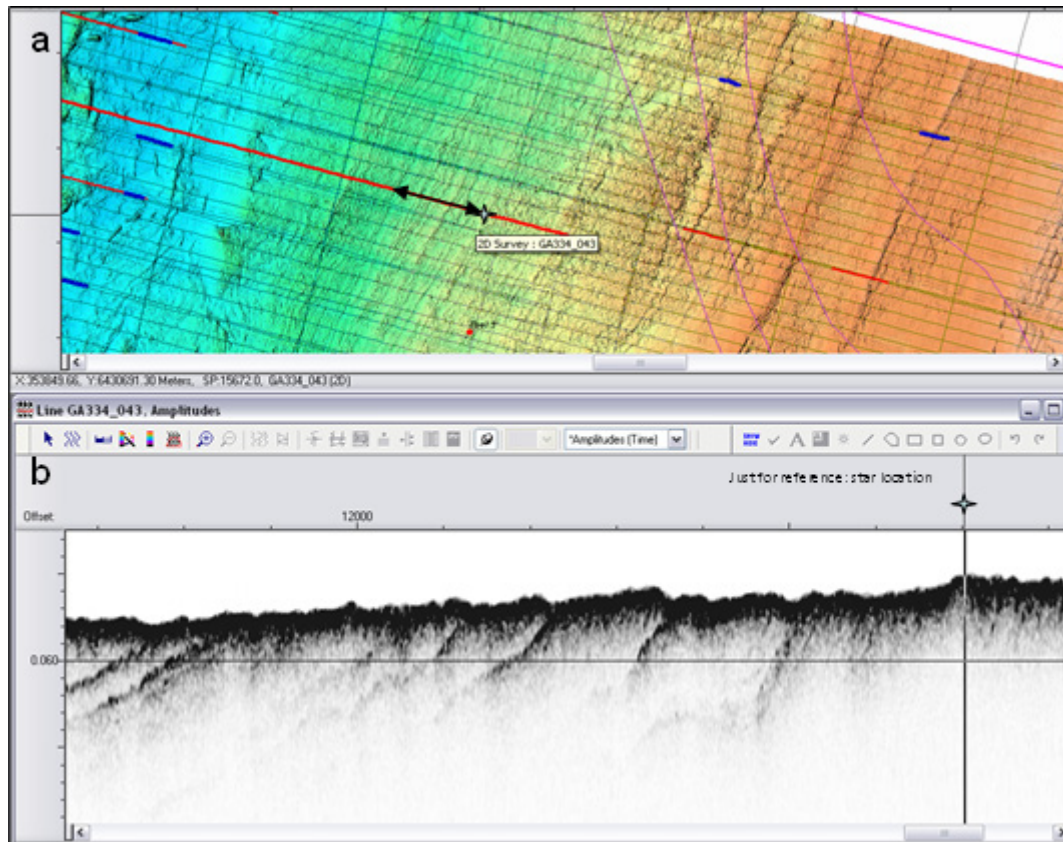 a
2D Survey : GA334_043
X:353849.66, Y:6430691.30 Meters, SP:15672.0, GA334_043 (2D)
Line GA334_043, Amplitudes
*Amplitudes (Time)
b
Just for reference: star location
Offset:
12000
0.060